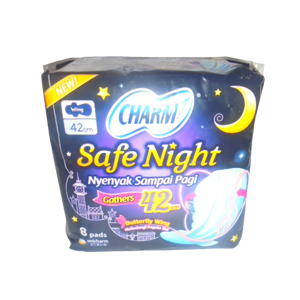 NEW!
Wing
42cm
CHARM
Safe Night
Nyenyak Sampai Pagi
Gathers
42cm
Butterfly Wing
8 pads
unicharm